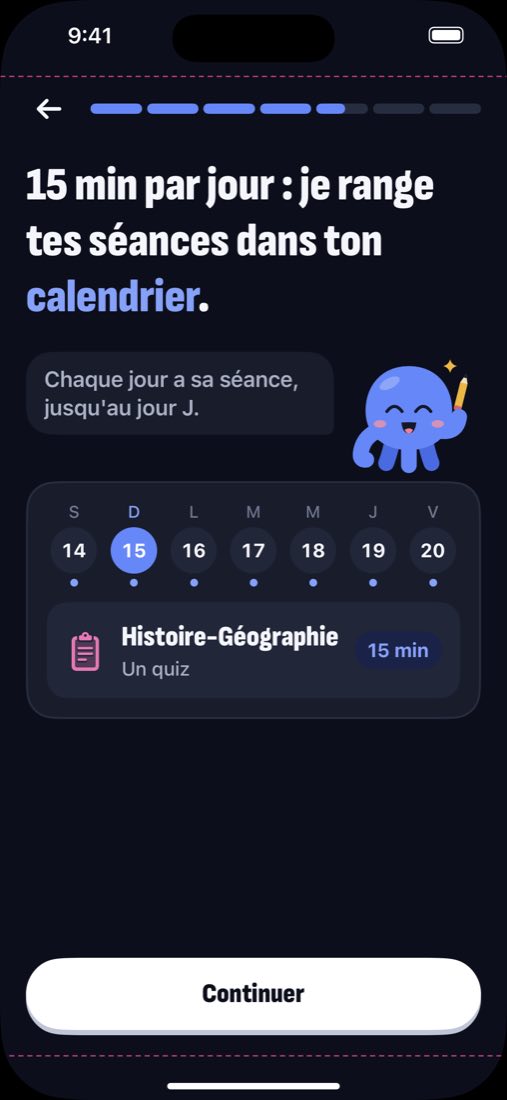 9:41
15 min par jour : je range
tes séances dans ton
calendrier.
Chaque jour a sa séance,
jusqu'au jour J.
S D L M M J V
14 15 16 17 18 19 20
Histoire-Géographie
Un quiz
15 min
Continuer